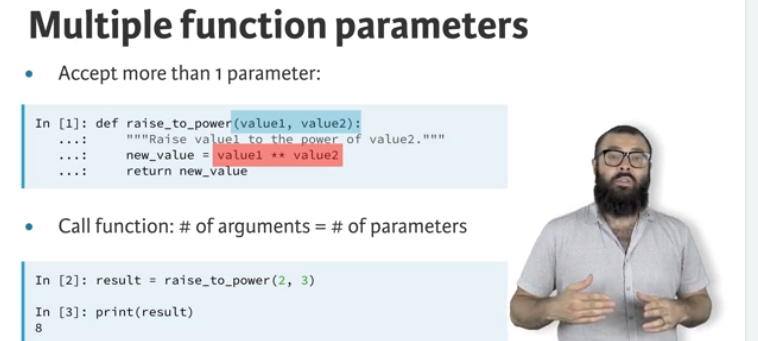 Multiple function parameters
• Accept more than 1 parameter:
In [1]: def raise_to_power(value1, value2):
   ...:     """Raise value1 to the power of value2."""
   ...:     new_value = value1 ** value2
   ...:     return new_value
• Call function: # of arguments = # of parameters
In [2]: result = raise_to_power(2, 3)
In [3]: print(result)
8